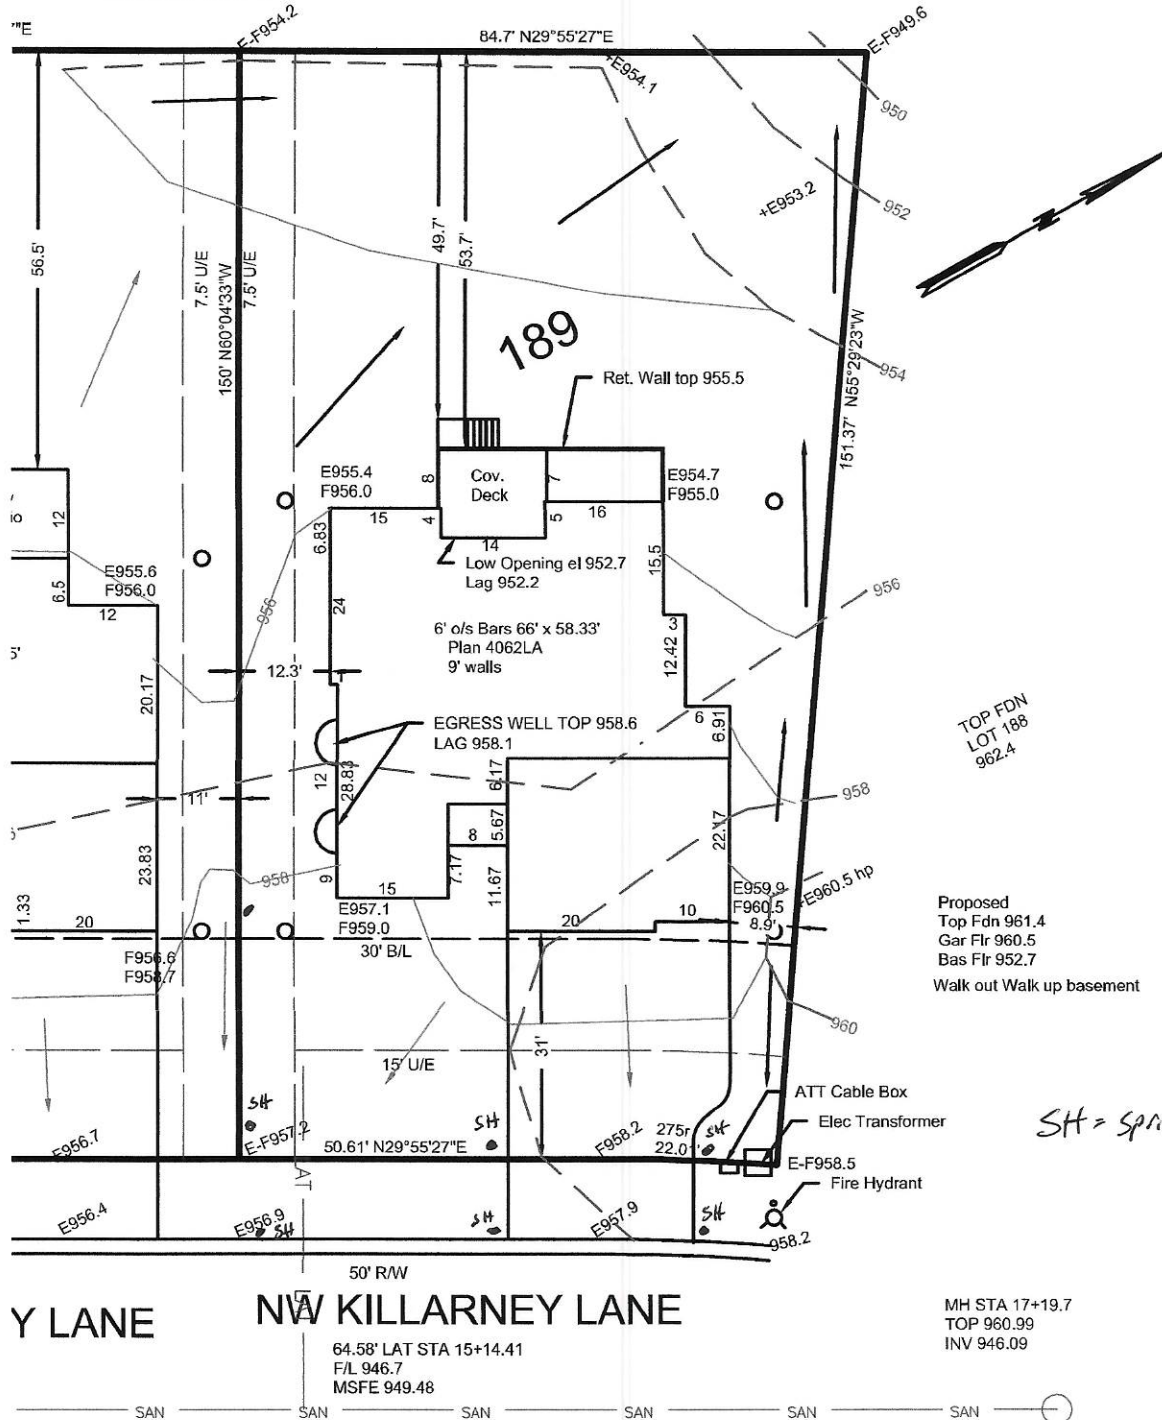 "E
E-F954.2
84.7' N29°55'27"E
E-F949.6
+E954.1
950
56.5'
49.7'
53.7'
+E953.2
952
7.5' U/E
150' N60°04'33"W
7.5' U/E
189
151.37' N55°29'23"W
954
Ret. Wall top 955.5
E955.4
F956.0
8
Cov.
Deck
7
E954.7
F955.0
12
io
15
4
14
5
16
6.83
Low Opening el 952.7
Lag 952.2
15.5
E955.6
F956.0
6.5
12
956
24
956
6' o/s Bars 66' x 58.33'
Plan 4062LA
9' walls
3
12.42
5'
12.3'
1
20.17
6
6.91
EGRESS WELL TOP 958.6
LAG 958.1
TOP FDN
LOT 188
962.4
12
28.83
6.17
958
11'
5.67
8
22.17
23.83
958
9
15
7.17
11.67
E959.9
F960.5
+E960.5 hp
1.33
20
E957.1
F959.0
20
10
8.9'
Proposed
Top Fdn 961.4
Gar Flr 960.5
Bas Flr 952.7
Walk out Walk up basement
F956.6
F958.7
30' B/L
960
31'
15' U/E
ATT Cable Box
SH
SH
SH
Elec Transformer
SH =
E956.7
E-F957.2
50.61' N29°55'27"E
F958.2
275r
22.01'
E-F958.5
Fire Hydrant
E956.4
E956.9
SH
SH
E957.9
SH
958.2
LAT
50' R/W
Y LANE
NW KILLARNEY LANE
64.58' LAT STA 15+14.41
F/L 946.7
MSFE 949.48
MH STA 17+19.7
TOP 960.99
INV 946.09
SAN SAN SAN SAN SAN SAN